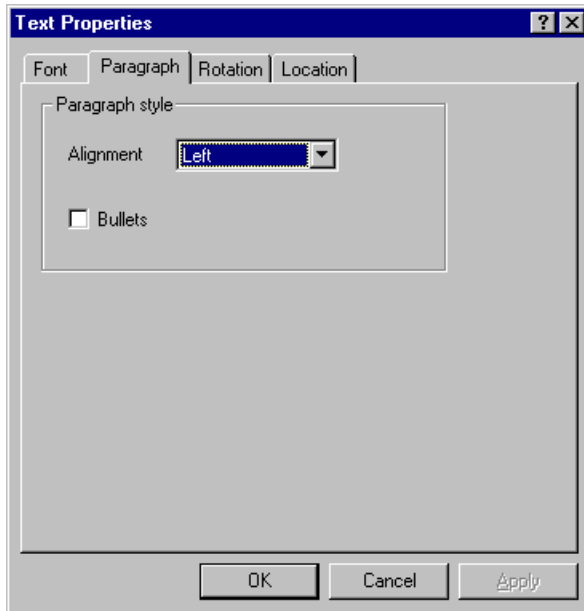 Text Properties
Font Paragraph Rotation Location
Paragraph style
Alignment Left
Bullets
OK Cancel Apply